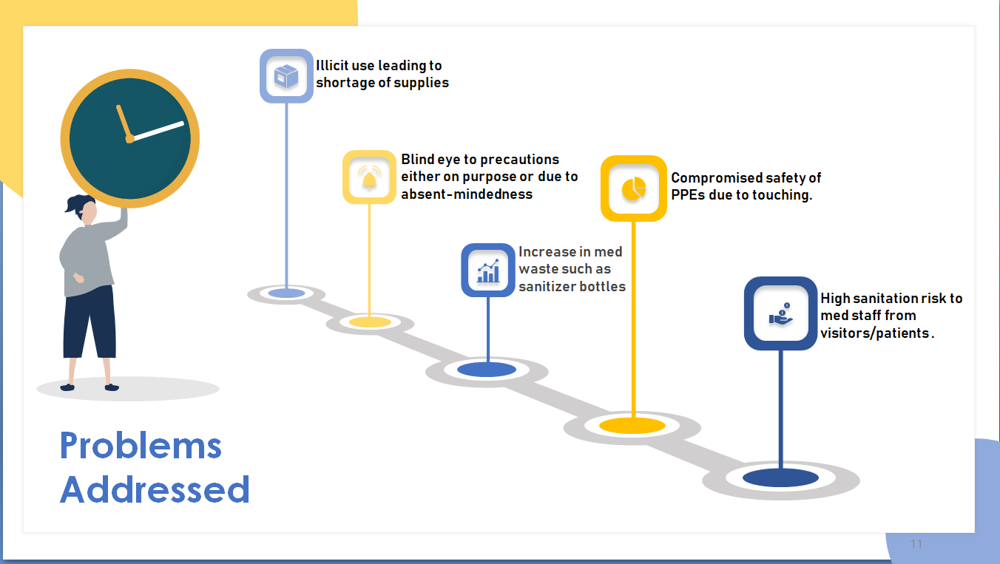 Illicit use leading to
shortage of supplies
Blind eye to precautions
either on purpose or due to
absent-mindedness
Compromised safety of
PPEs due to touching.
Increase in med
waste such as
sanitizer bottles
High sanitation risk to
med staff from
visitors/patients.
Problems
Addressed
11